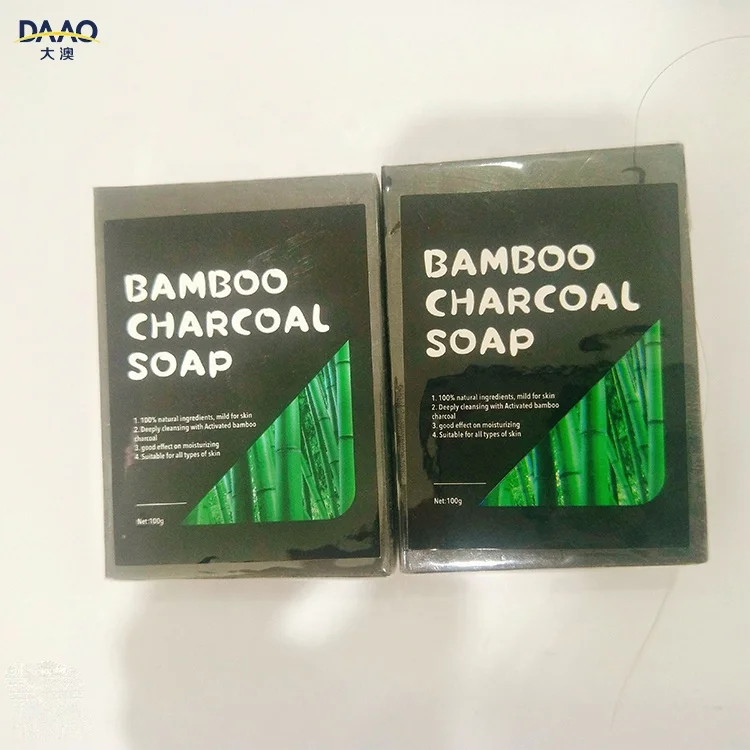 DAAO
大澳
BAMBOO
CHARCOAL
SOAP
1. 100% natural ingredients, mild for skin
2. Deeply cleansing with Activated bamboo
charcoal
3. good effect on moisturizing
4. Suitable for all types of skin
Net:100g
BAMBOO
CHARCOAL
SOAP
1. 100% natural ingredients, mild for skin
2. Deeply cleansing with Activated bamboo
charcoal
3. good effect on moisturizing
4. Suitable for all types of skin
Net:100g